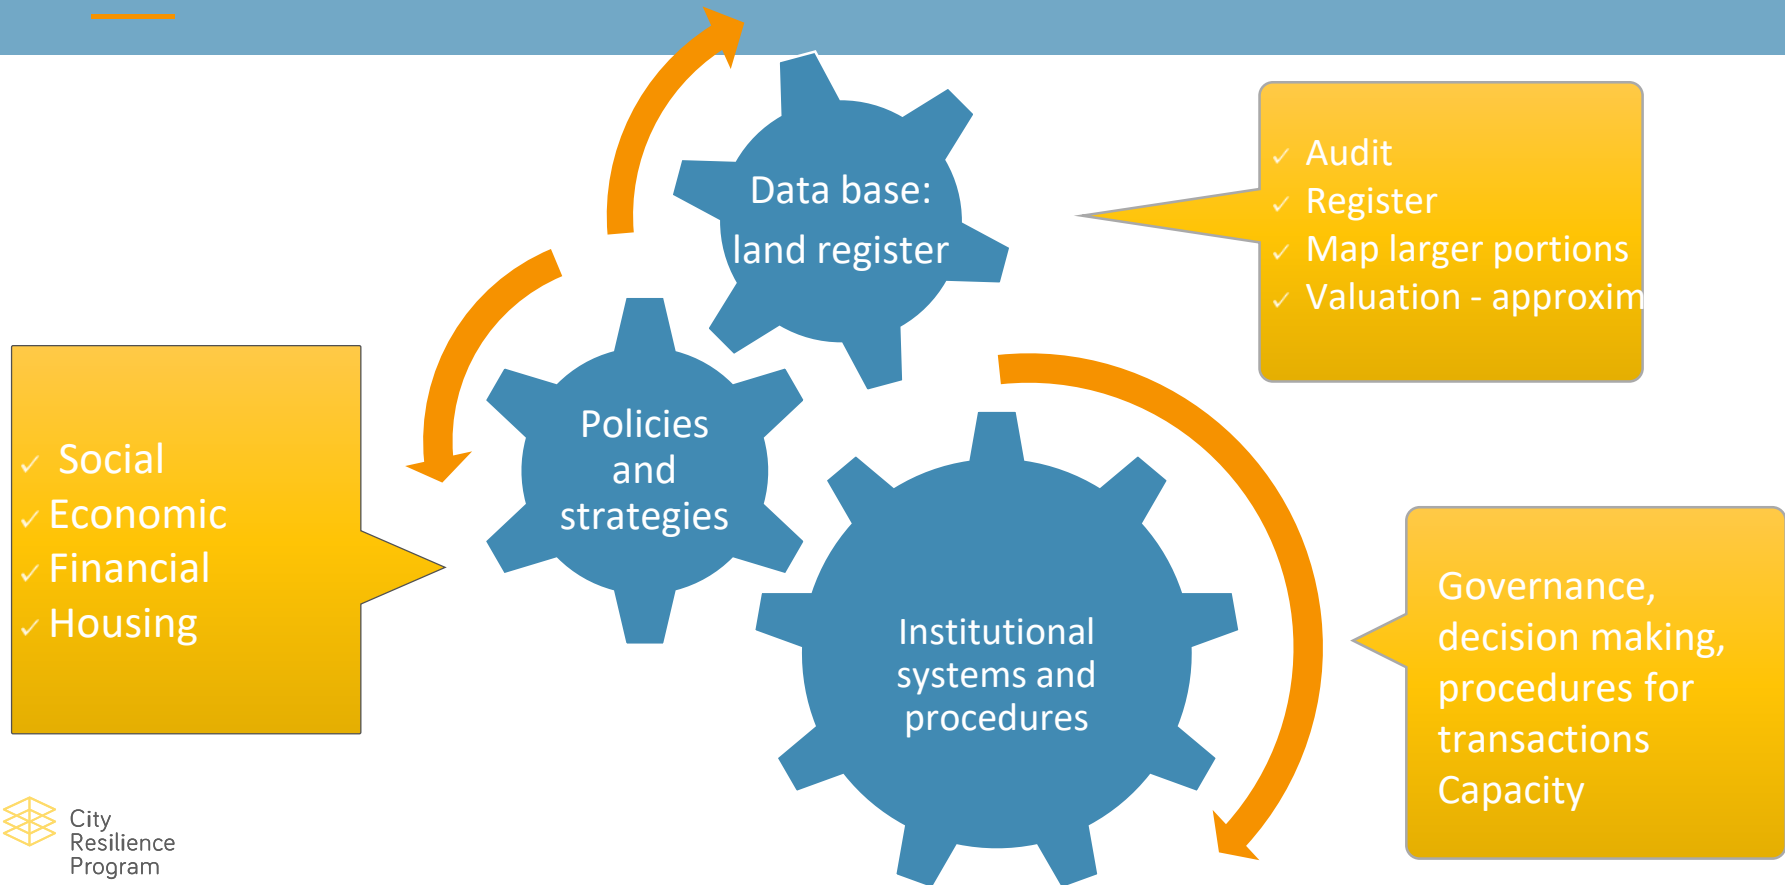 Data base:
land register
✓ Audit
✓ Register
✓ Map larger portions
✓ Valuation - approxim
✓ Social
✓ Economic
✓ Financial
✓ Housing
Policies
and
strategies
Institutional
systems and
procedures
Governance,
decision making,
procedures for
transactions
Capacity
City
Resilience
Program